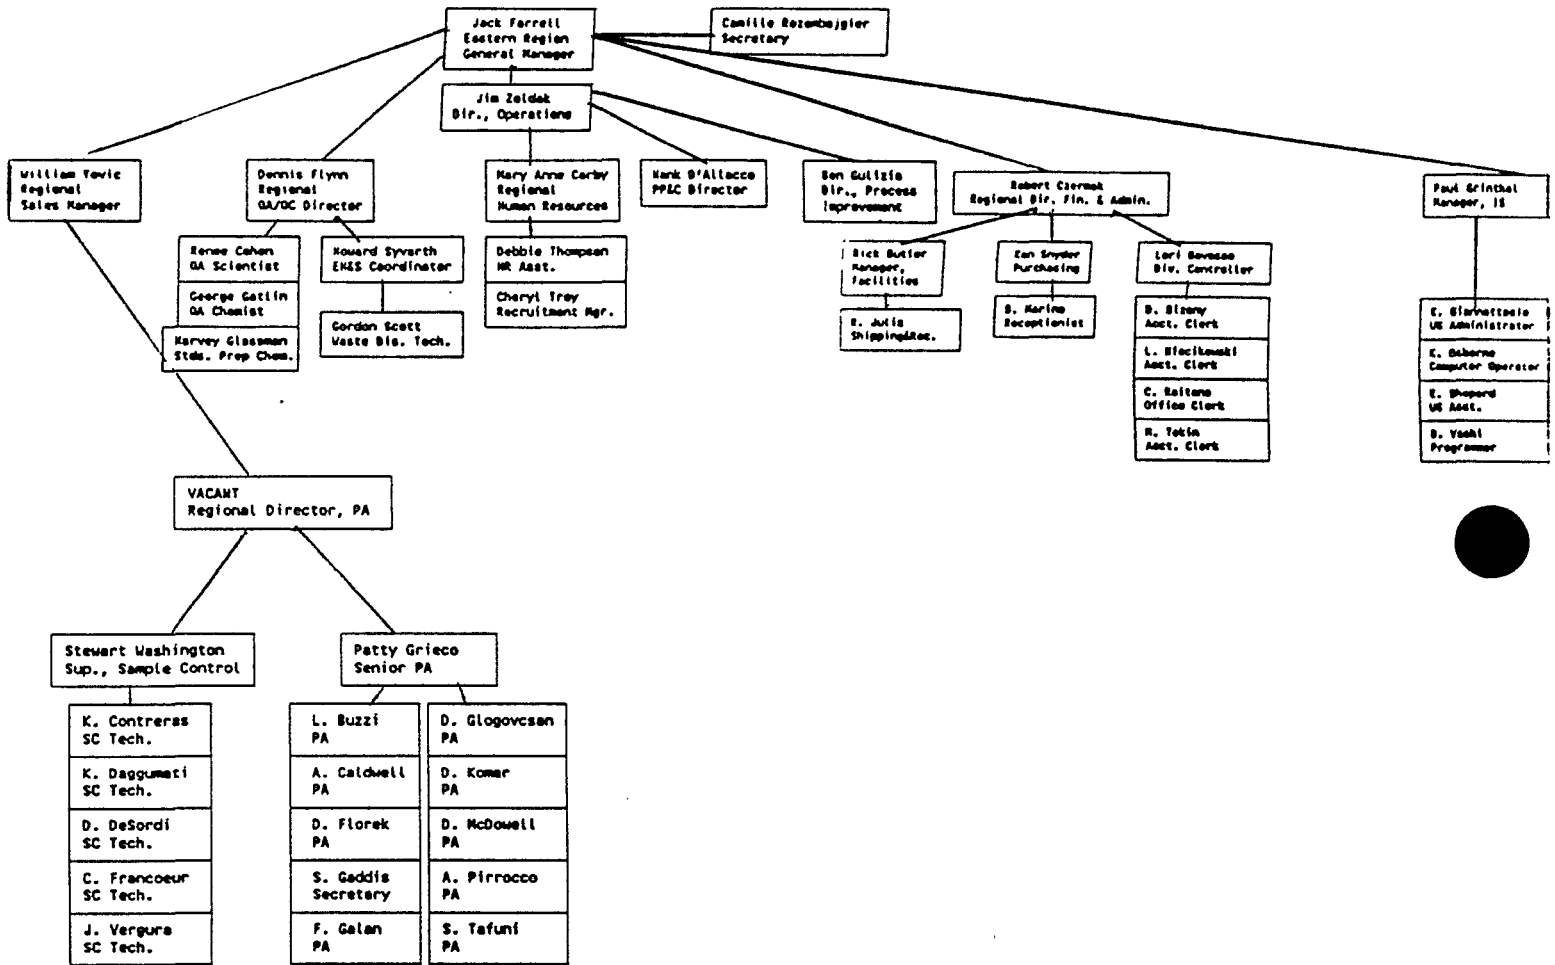 Jack Farrell
Eastern Region
General Manager
Camille
Secretary
Jim Zeldak
Dir., Operations
William
Regional
Sales Manager
Dennis Flynn
Regional
QA/QC Director
Mary Anne
Regional
Human Resources
Hank D'Allacco
PP&C Director
Ben Gulizia
Dir., Process
Improvement
Robert
Regional Dir. Fin. & Admin.
Paul Grinthal
Manager, IS
Renee Cohen
QA Scientist
George Gatlin
QA Chemist
Harvey Glassman
Stds. Prep Chem.
Howard Syvarth
EH&S Coordinator
Gordon Scott
Waste Dis. Tech.
Debbie Thompson
HR Asst.
Cheryl Troy
Recruitment Mgr.
Rick Butler
Manager,
Facilities
Shipping&Rec.
Ken Snyder
Purchasing
Receptionist
Lori
Div. Controller
Acct. Clerk
Acct. Clerk
Office Clerk
Acct. Clerk
Administrator
K. Osborne
Computer Operator
E. Shepard
Asst.
Programmer
VACANT
Regional Director, PA
Stewart Washington
Sup., Sample Control
Patty Grieco
Senior PA
K. Contreras
SC Tech.
K. Daggumati
SC Tech.
D. DeSordi
SC Tech.
C. Francoeur
SC Tech.
J. Vergura
SC Tech.
L. Buzzi
PA
A. Caldwell
PA
D. Florek
PA
S. Gaddis
Secretary
F. Galan
PA
D. Glogovcsan
PA
D. Komar
PA
D. McDowell
PA
A. Pirrocco
PA
S. Tafuni
PA